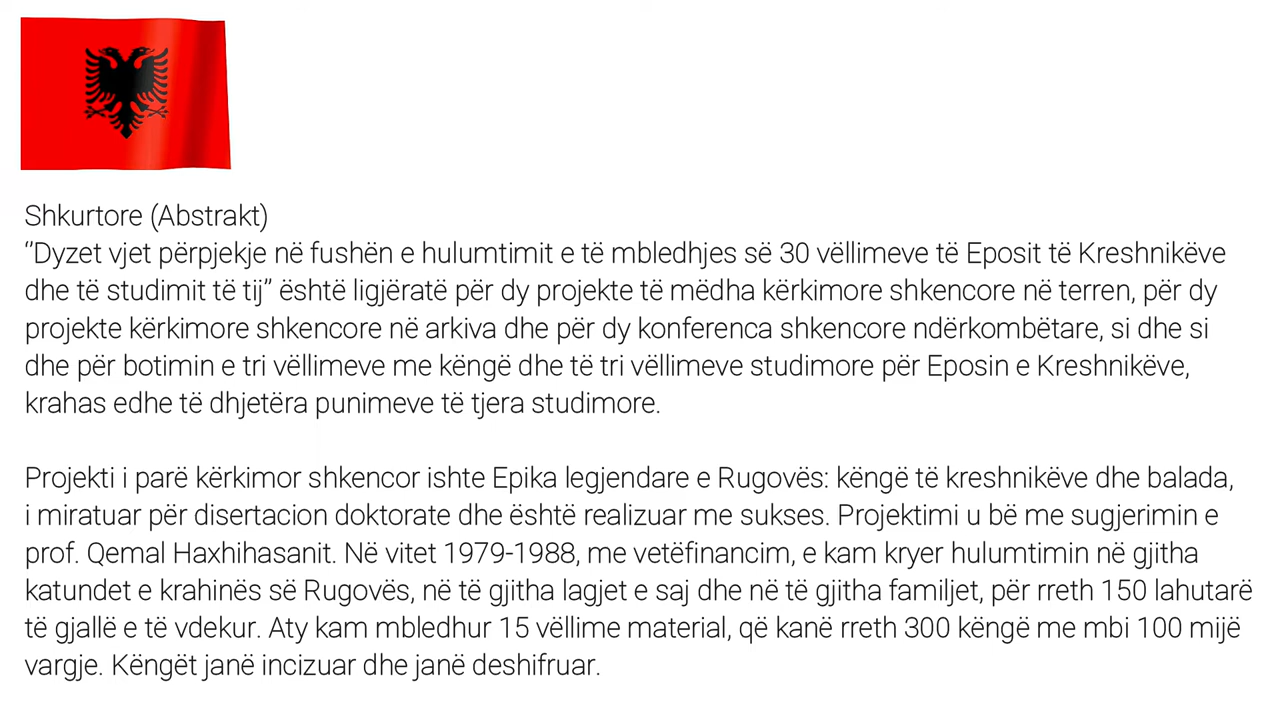 Shkurtore (Abstrakt)
‘’Dyzet vjet përpjekje në fushën e hulumtimit e të mbledhjes së 30 vëllimeve të Eposit të Kreshnikëve
dhe të studimit të tij” është ligjëratë për dy projekte të mëdha kërkimore shkencore në terren, për dy
projekte kërkimore shkencore në arkiva dhe për dy konferenca shkencore ndërkombëtare, si dhe si
dhe për botimin e tri vëllimeve me këngë dhe të tri vëllimeve studimore për Eposin e Kreshnikëve,
krahas edhe të dhjetëra punimeve të tjera studimore.
Projekti i parë kërkimor shkencor ishte Epika legjendare e Rugovës: këngë të kreshnikëve dhe balada,
i miratuar për disertacion doktorate dhe është realizuar me sukses. Projektimi u bë me sugjerimin e
prof. Qemal Haxhihasanit. Në vitet 1979-1988, me vetëfinancim, e kam kryer hulumtimin në gjitha
katundet e krahinës së Rugovës, në të gjitha lagjet e saj dhe në të gjitha familjet, për rreth 150 lahutarë
të gjallë e të vdekur. Aty kam mbledhur 15 vëllime material, që kanë rreth 300 këngë me mbi 100 mijë
vargje. Këngët janë incizuar dhe janë deshifruar.